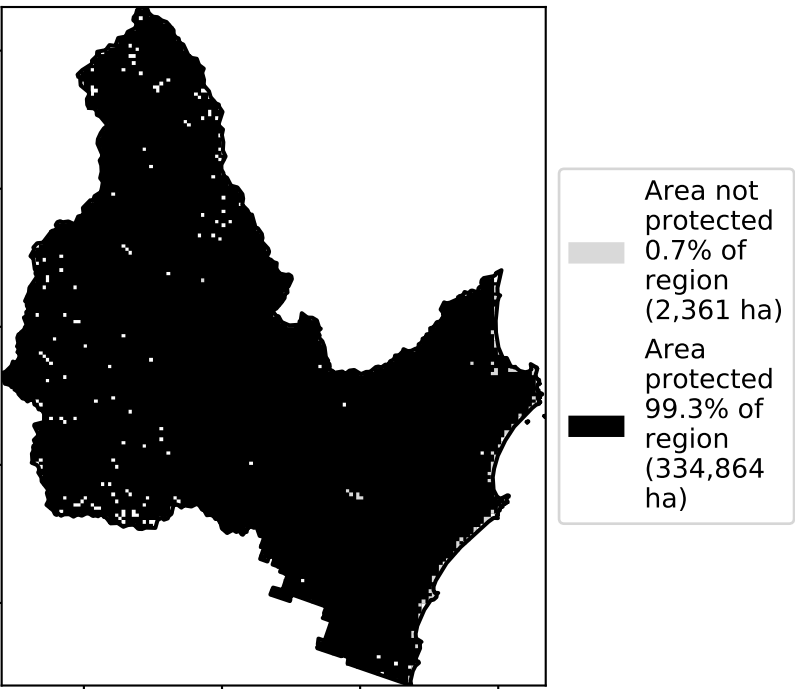 Area not
protected
0.7% of
region
(2,361 ha)
Area
protected
99.3% of
region
(334,864
ha)